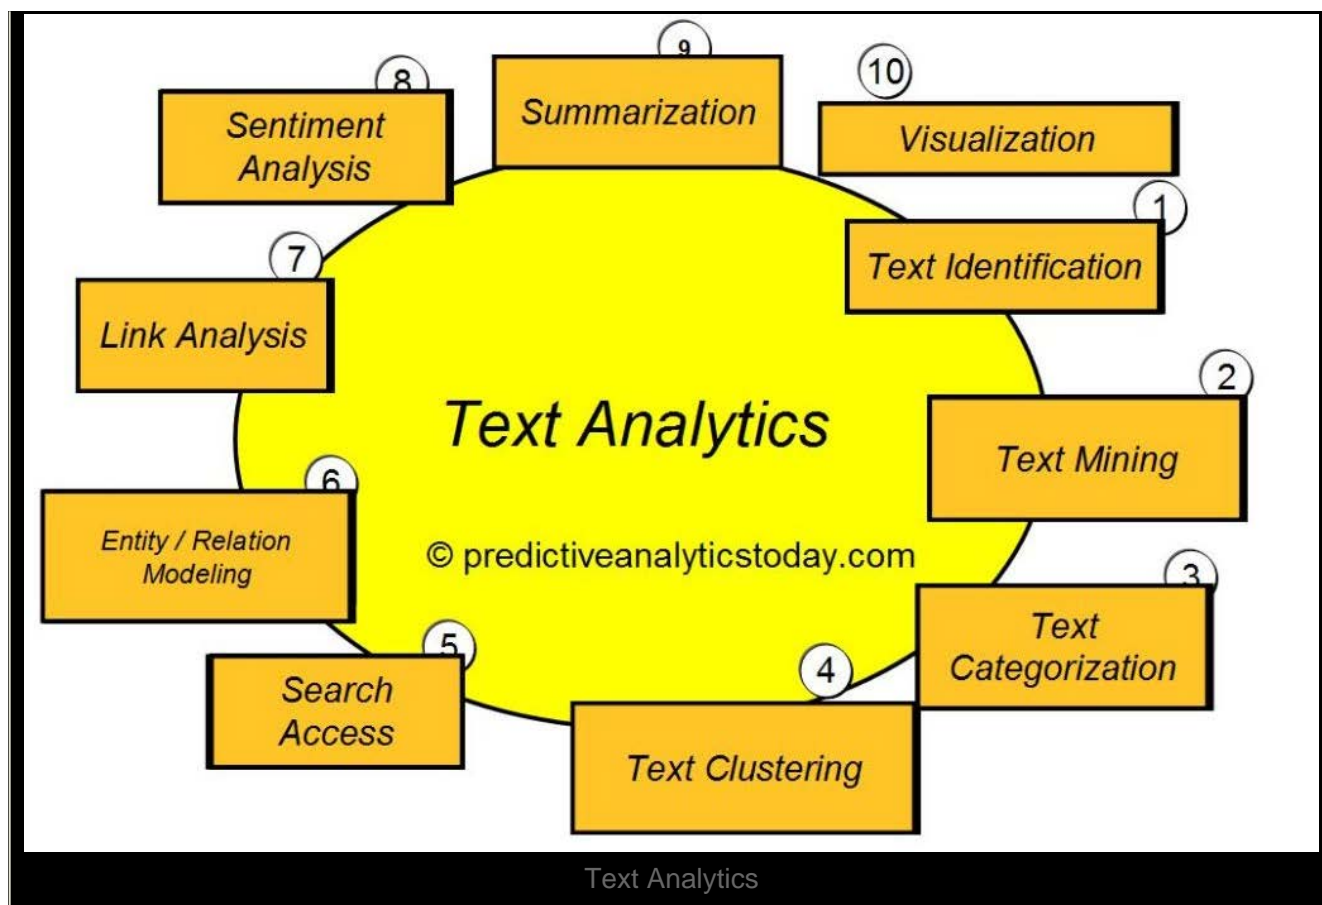 9
Summarization
10
Visualization
8
Sentiment
Analysis
1
Text Identification
7
Link Analysis
2
Text Mining
Text Analytics
© predictiveanalyticstoday.com
6
Entity / Relation
Modeling
3
Text
Categorization
5
Search
Access
4
Text Clustering
Text Analytics